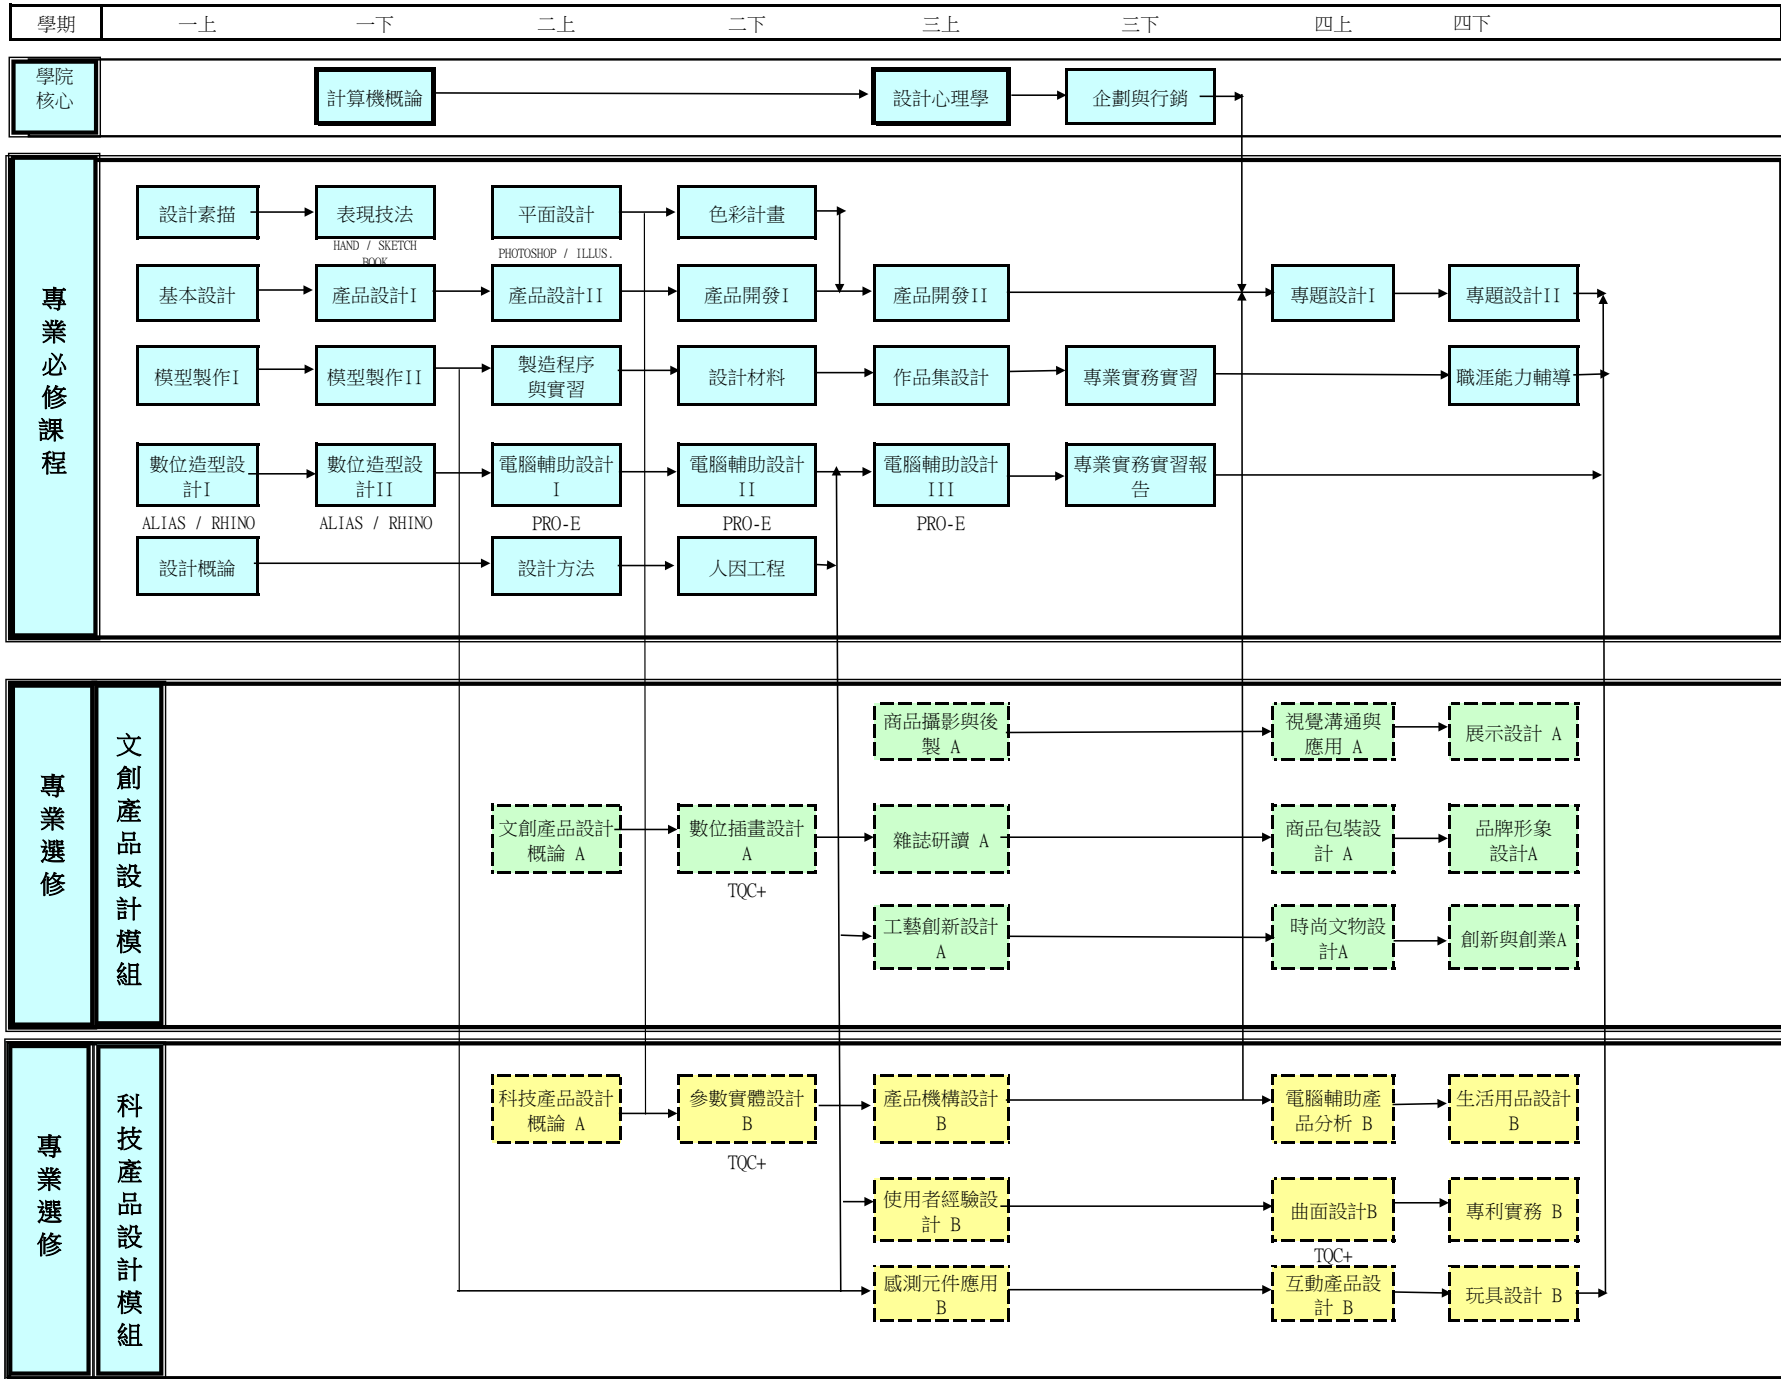 學期 一上 一下 二上 二下 三上 三下 四上 四下
學院
核心
計算機概論
設計心理學
企劃與行銷
專業必修課程
設計素描
表現技法
HAND / SKETCH
BOOK
平面設計
PHOTOSHOP / ILLUS.
色彩計畫
基本設計
產品設計I
產品設計II
產品開發I
產品開發II
專題設計I
專題設計II
模型製作I
模型製作II
製造程序
與實習
設計材料
作品集設計
專業實務實習
職涯能力輔導
數位造型設
計I
ALIAS / RHINO
數位造型設
計II
ALIAS / RHINO
電腦輔助設計
I
PRO-E
電腦輔助設計
II
PRO-E
電腦輔助設計
III
PRO-E
專業實務實習報
告
設計概論
設計方法
人因工程
專業選修
文創產品設計模組
商品攝影與後
製 A
視覺溝通與
應用 A
展示設計 A
文創產品設計
概論 A
數位插畫設計
A
TQC+
雜誌研讀 A
商品包裝設
計 A
品牌形象
設計A
工藝創新設計
A
時尚文物設
計A
創新與創業A
專業選修
科技產品設計模組
科技產品設計
概論 A
參數實體設計
B
TQC+
產品機構設計
B
電腦輔助產
品分析 B
生活用品設計
B
使用者經驗設
計 B
曲面設計B
TQC+
專利實務 B
感測元件應用
B
互動產品設
計 B
玩具設計 B